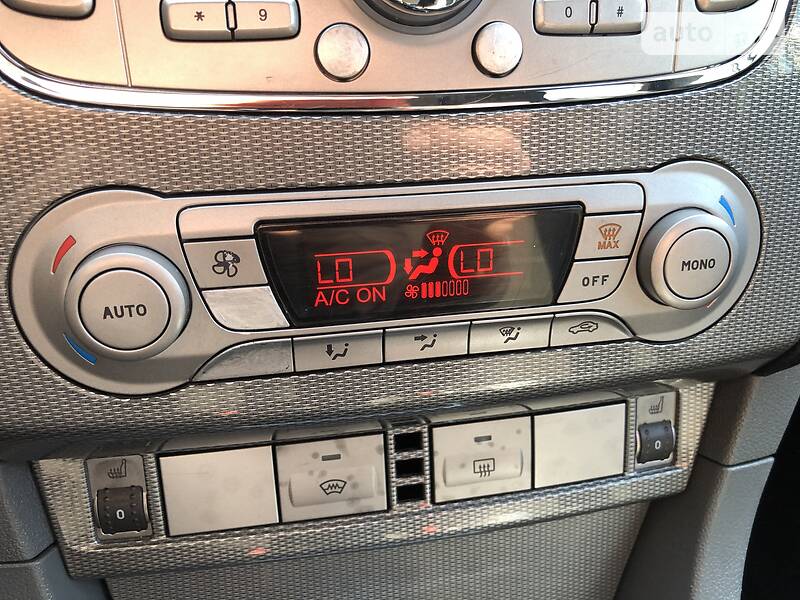 * 9 0 #
auto
LO LO
A/C ON
AUTO
MAX
OFF
MONO
0 0